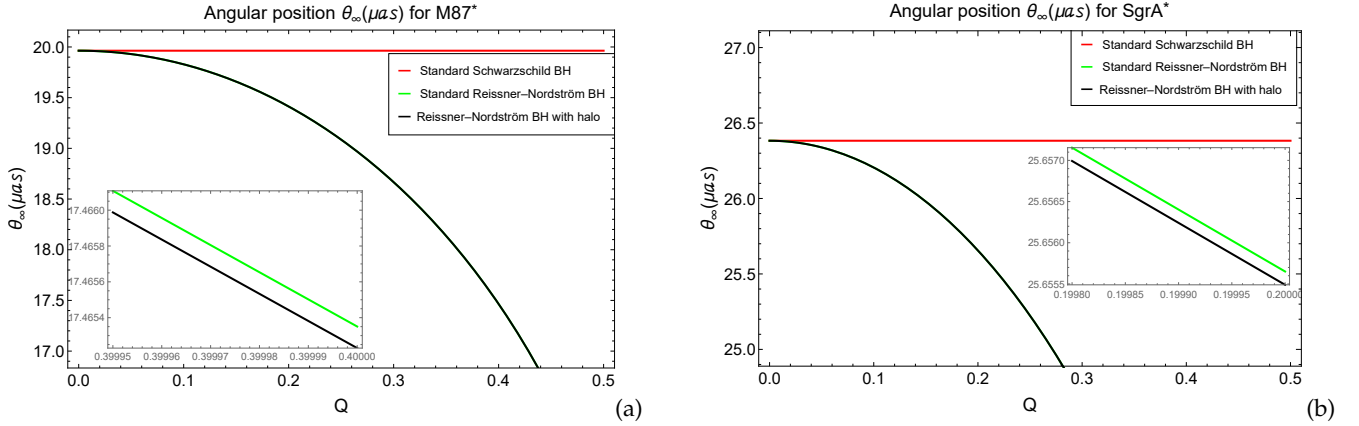 Angular position θ∞(μas) for M87*
20.0
19.5
19.0
18.5
18.0
17.5
17.0
θ∞(μas)
Standard Schwarzschild BH
Standard Reissner–Nordström BH
Reissner–Nordström BH with halo
17.4660
17.4658
17.4656
17.4654
0.39995 0.39996 0.39997 0.39998 0.39999 0.40000
0.0 0.1 0.2 0.3 0.4 0.5
Q
(a)
Angular position θ∞(μas) for SgrA*
27.0
26.5
26.0
25.5
25.0
θ∞(μas)
Standard Schwarzschild BH
Standard Reissner–Nordström BH
Reissner–Nordström BH with halo
25.6570
25.6565
25.6560
25.6555
0.19980 0.19985 0.19990 0.19995 0.20000
0.0 0.1 0.2 0.3 0.4 0.5
Q
(b)